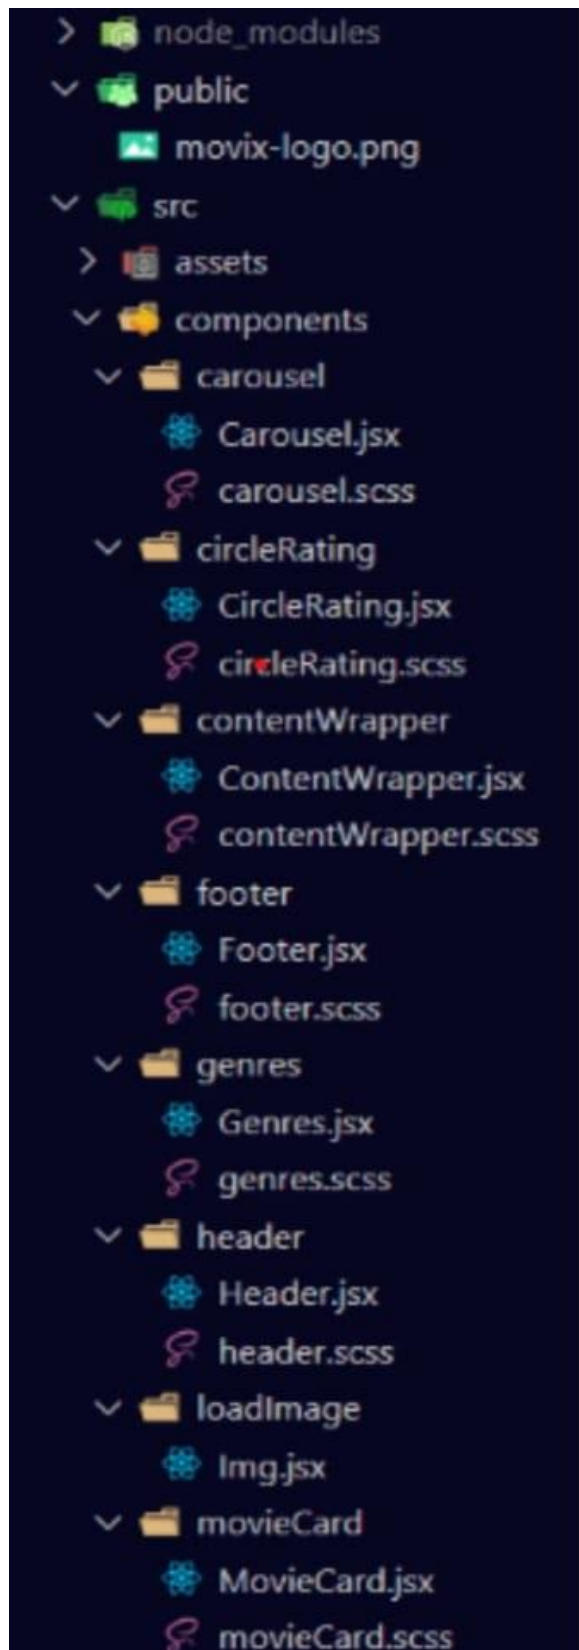 node_modules
public
movix-logo.png
src
assets
components
carousel
Carousel.jsx
carousel.scss
circleRating
CircleRating.jsx
circleRating.scss
contentWrapper
ContentWrapper.jsx
contentWrapper.scss
footer
Footer.jsx
footer.scss
genres
Genres.jsx
genres.scss
header
Header.jsx
header.scss
loadImage
Img.jsx
movieCard
MovieCard.jsx
movieCard.scss